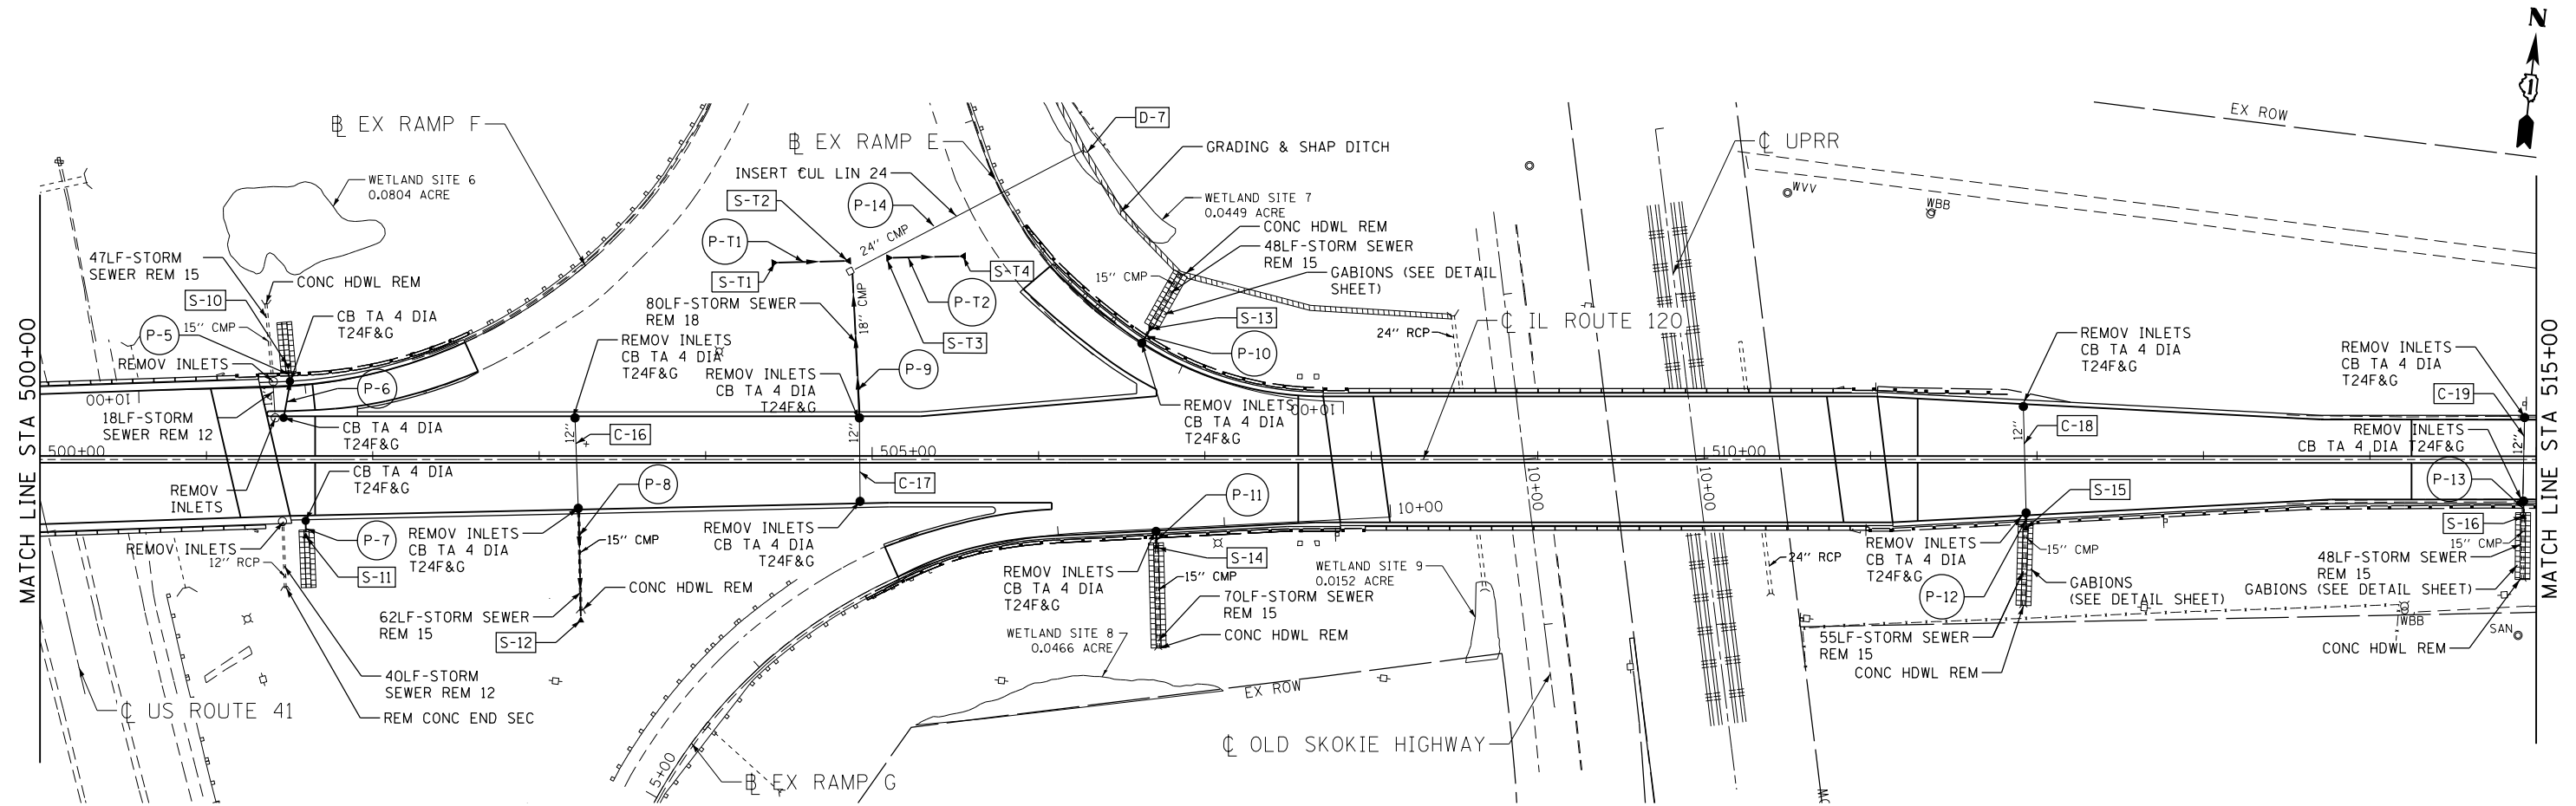 N
1
EX ROW
D-7
℄ UPRR
GRADING & SHAP DITCH
BL EX RAMP F
BL EX RAMP E
INSERT CUL LIN 24
WETLAND SITE 6
0.0804 ACRE
S-T2
P-14
WETLAND SITE 7
0.0449 ACRE
WVV
WBB
CONC HDWL REM
48LF-STORM SEWER
REM 15
P-T1
24" CMP
47LF-STORM
SEWER REM 15
S-T1
S-T4
GABIONS (SEE DETAIL
SHEET)
15" CMP
CONC HDWL REM
S-10
80LF-STORM SEWER
REM 18
18" CMP
P-T2
S-13
CB TA 4 DIA
T24F&G
15" CMP
P-5
REMOV INLETS
REMOV INLETS
CB TA 4 DIA
T24F&G
S-T3
P-10
24" RCP
℄ IL ROUTE 120
REMOV INLETS
CB TA 4 DIA
T24F&G
REMOV INLETS
CB TA 4 DIA
T24F&G
P-6
REMOV INLETS
CB TA 4 DIA
T24F&G
P-9
C-19
10+00
18LF-STORM
SEWER REM 12
CB TA 4 DIA
T24F&G
12"
C-16
12"
REMOV INLETS
CB TA 4 DIA
T24F&G
10+00
12"
C-18
REMOV INLETS
CB TA 4 DIA T24F&G
12"
MATCH LINE STA 500+00
500+00
505+00
510+00
MATCH LINE STA 515+00
CB TA 4 DIA
T24F&G
REMOV
INLETS
P-8
C-17
P-11
10+00
10+00
10+00
S-15
P-13
S-16
REMOV INLETS
12" RCP
P-7
S-11
REMOV INLETS
CB TA 4 DIA
T24F&G
15" CMP
REMOV INLETS
CB TA 4 DIA
T24F&G
S-14
15" CMP
REMOV INLETS
CB TA 4 DIA
T24F&G
WETLAND SITE 9
0.0152 ACRE
24" RCP
REMOV INLETS
CB TA 4 DIA
T24F&G
15" CMP
P-12
GABIONS
(SEE DETAIL SHEET)
15" CMP
48LF-STORM SEWER
REM 15
GABIONS (SEE DETAIL SHEET)
CONC HDWL REM
62LF-STORM SEWER
REM 15
S-12
70LF-STORM SEWER
REM 15
CONC HDWL REM
WETLAND SITE 8
0.0466 ACRE
55LF-STORM SEWER
REM 15
CONC HDWL REM
WBB
SAN
CONC HDWL REM
40LF-STORM
SEWER REM 12
REM CONC END SEC
EX ROW
℄ US ROUTE 41
℄ OLD SKOKIE HIGHWAY
15+00
BL EX RAMP G